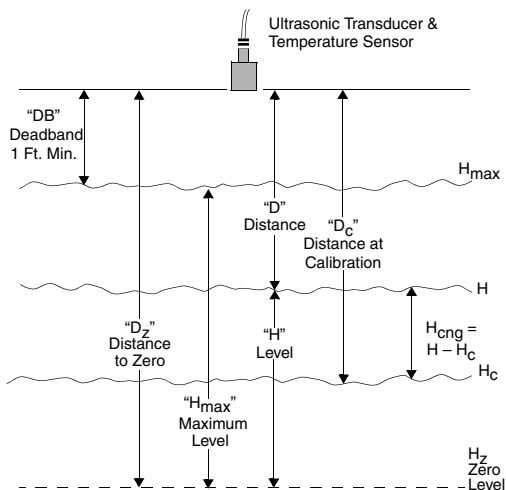 Ultrasonic Transducer &
Temperature Sensor
“DB”
Deadband
1 Ft. Min.
Hmax
“D”
Distance
“Dc”
Distance at
Calibration
H
“Dz”
Distance
to Zero
“H”
Level
Hcng =
H – Hc
Hc
“Hmax”
Maximum
Level
Hz
Zero
Level